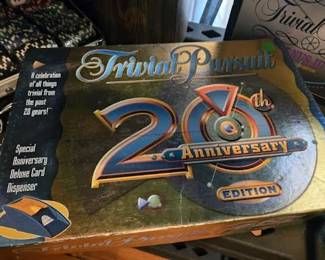 Trivial Pursuit
A celebration
of all things
trivial from
the past
20 years!
20th
Anniversary
EDITION
Special
Anniversary
Deluxe Card
Dispenser
Trivial